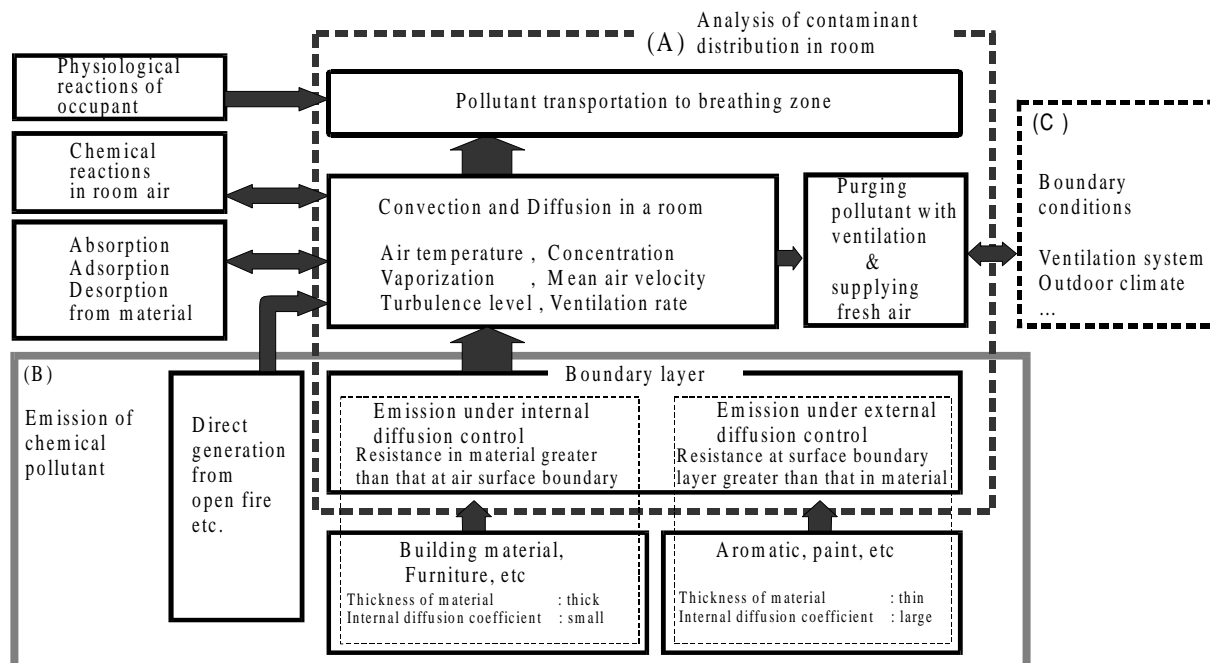 (A)
Analysis of contaminant
distribution in room
Physiological
reactions of
occupant
Pollutant transportation to breathing zone
Chemical
reactions
in room air
Absorption
Adsorption
Desorption
from material
Convection and Diffusion in a room
Air temperature , Concentration
Vaporization , Mean air velocity
Turbulence level , Ventilation rate
Purging
pollutant with
ventilation
&
supplying
fresh air
(C)
Boundary
conditions
Ventilation system
Outdoor climate
...
(B)
Emission of
chemical
pollutant
Direct
generation
from
open fire
etc.
Boundary layer
Emission under internal
diffusion control
Resistance in material greater
than that at air surface boundary
Emission under external
diffusion control
Resistance at surface boundary
layer greater than that in material
Building material,
Furniture, etc
Thickness of material : thick
Internal diffusion coefficient : small
Aromatic, paint, etc
Thickness of material : thin
Internal diffusion coefficient : large